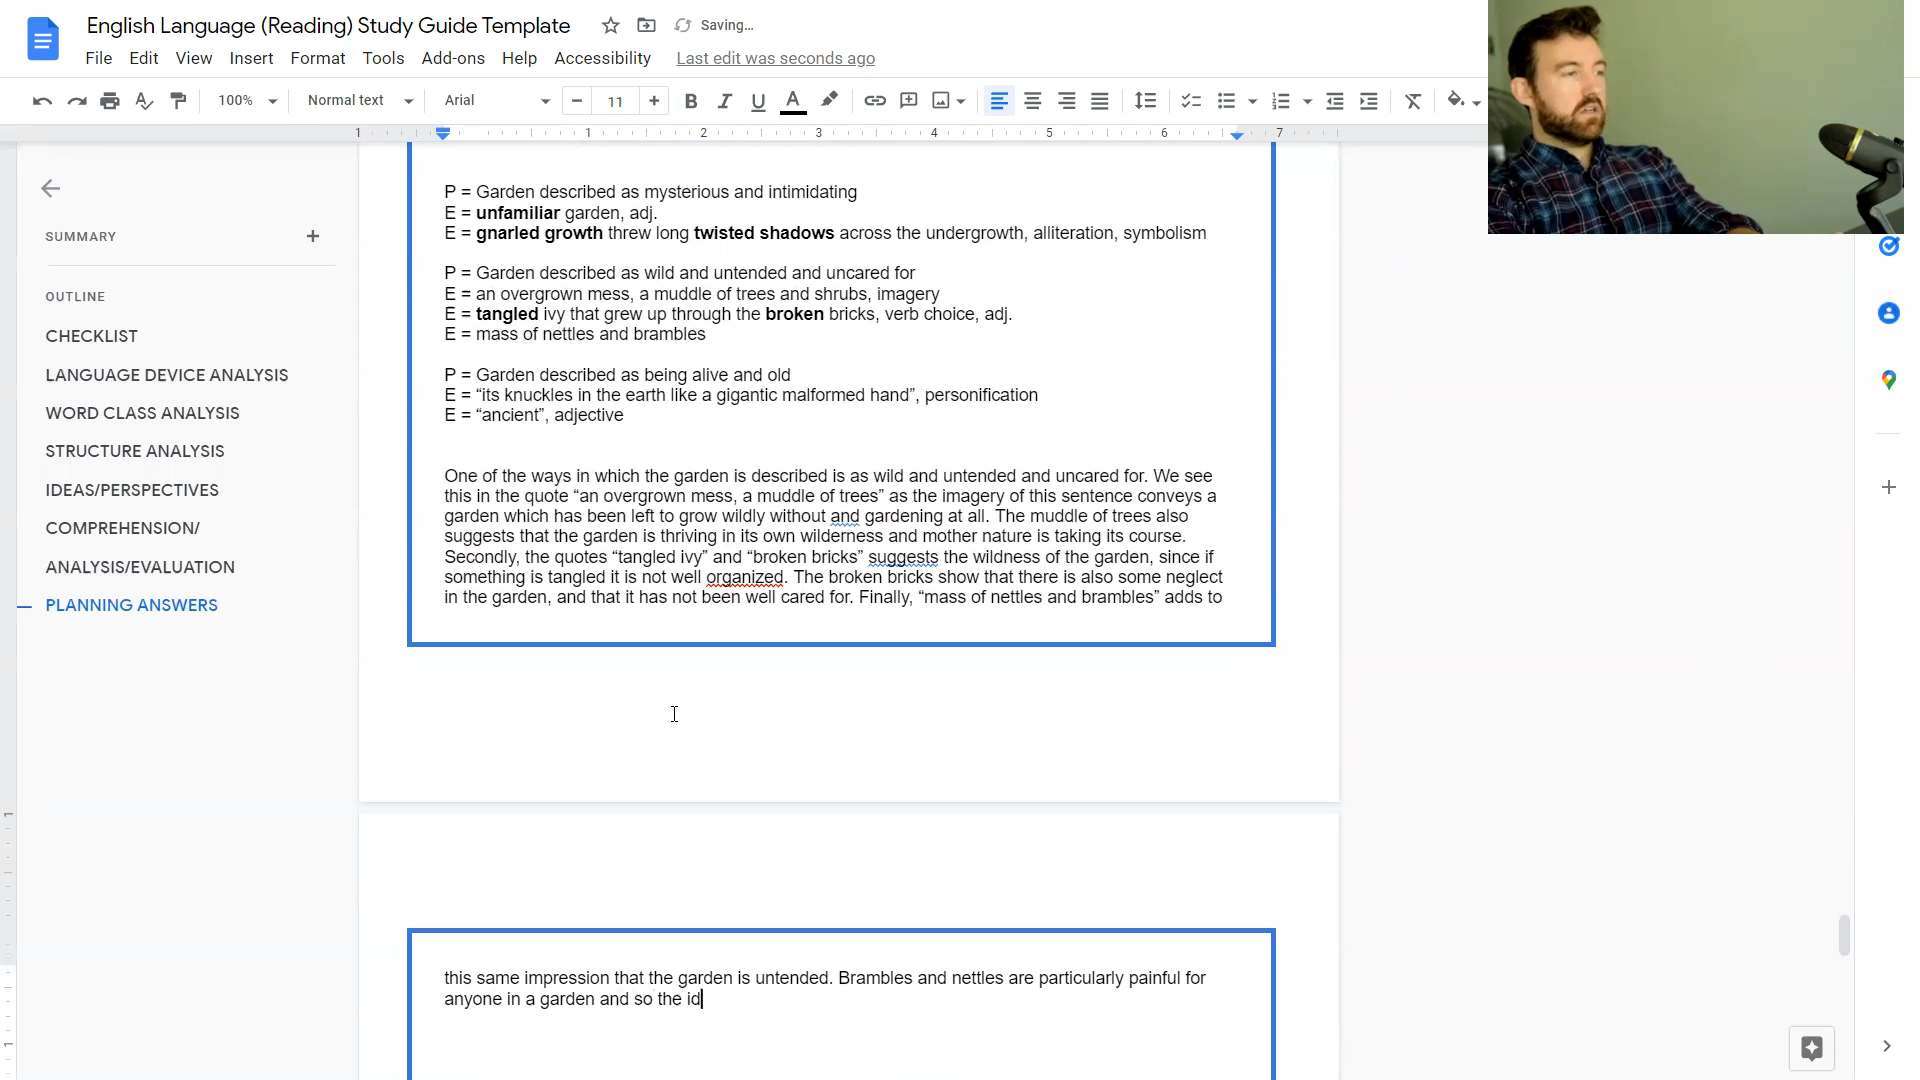 English Language (Reading) Study Guide Template
Saving...
File Edit View Insert Format Tools Add-ons Help Accessibility Last edit was seconds ago
100% Normal text Arial 11
1 1 2 3 4 5 6 7
SUMMARY
OUTLINE
CHECKLIST
LANGUAGE DEVICE ANALYSIS
WORD CLASS ANALYSIS
STRUCTURE ANALYSIS
IDEAS/PERSPECTIVES
COMPREHENSION/
ANALYSIS/EVALUATION
PLANNING ANSWERS
P = Garden described as mysterious and intimidating
E = unfamiliar garden, adj.
E = gnarled growth threw long twisted shadows across the undergrowth, alliteration, symbolism
P = Garden described as wild and untended and uncared for
E = an overgrown mess, a muddle of trees and shrubs, imagery
E = tangled ivy that grew up through the broken bricks, verb choice, adj.
E = mass of nettles and brambles
P = Garden described as being alive and old
E = “its knuckles in the earth like a gigantic malformed hand”, personification
E = “ancient”, adjective
One of the ways in which the garden is described is as wild and untended and uncared for. We see
this in the quote “an overgrown mess, a muddle of trees” as the imagery of this sentence conveys a
garden which has been left to grow wildly without and gardening at all. The muddle of trees also
suggests that the garden is thriving in its own wilderness and mother nature is taking its course.
Secondly, the quotes “tangled ivy” and “broken bricks” suggests the wildness of the garden, since if
something is tangled it is not well organized. The broken bricks show that there is also some neglect
in the garden, and that it has not been well cared for. Finally, “mass of nettles and brambles” adds to
this same impression that the garden is untended. Brambles and nettles are particularly painful for
anyone in a garden and so the id
1
1